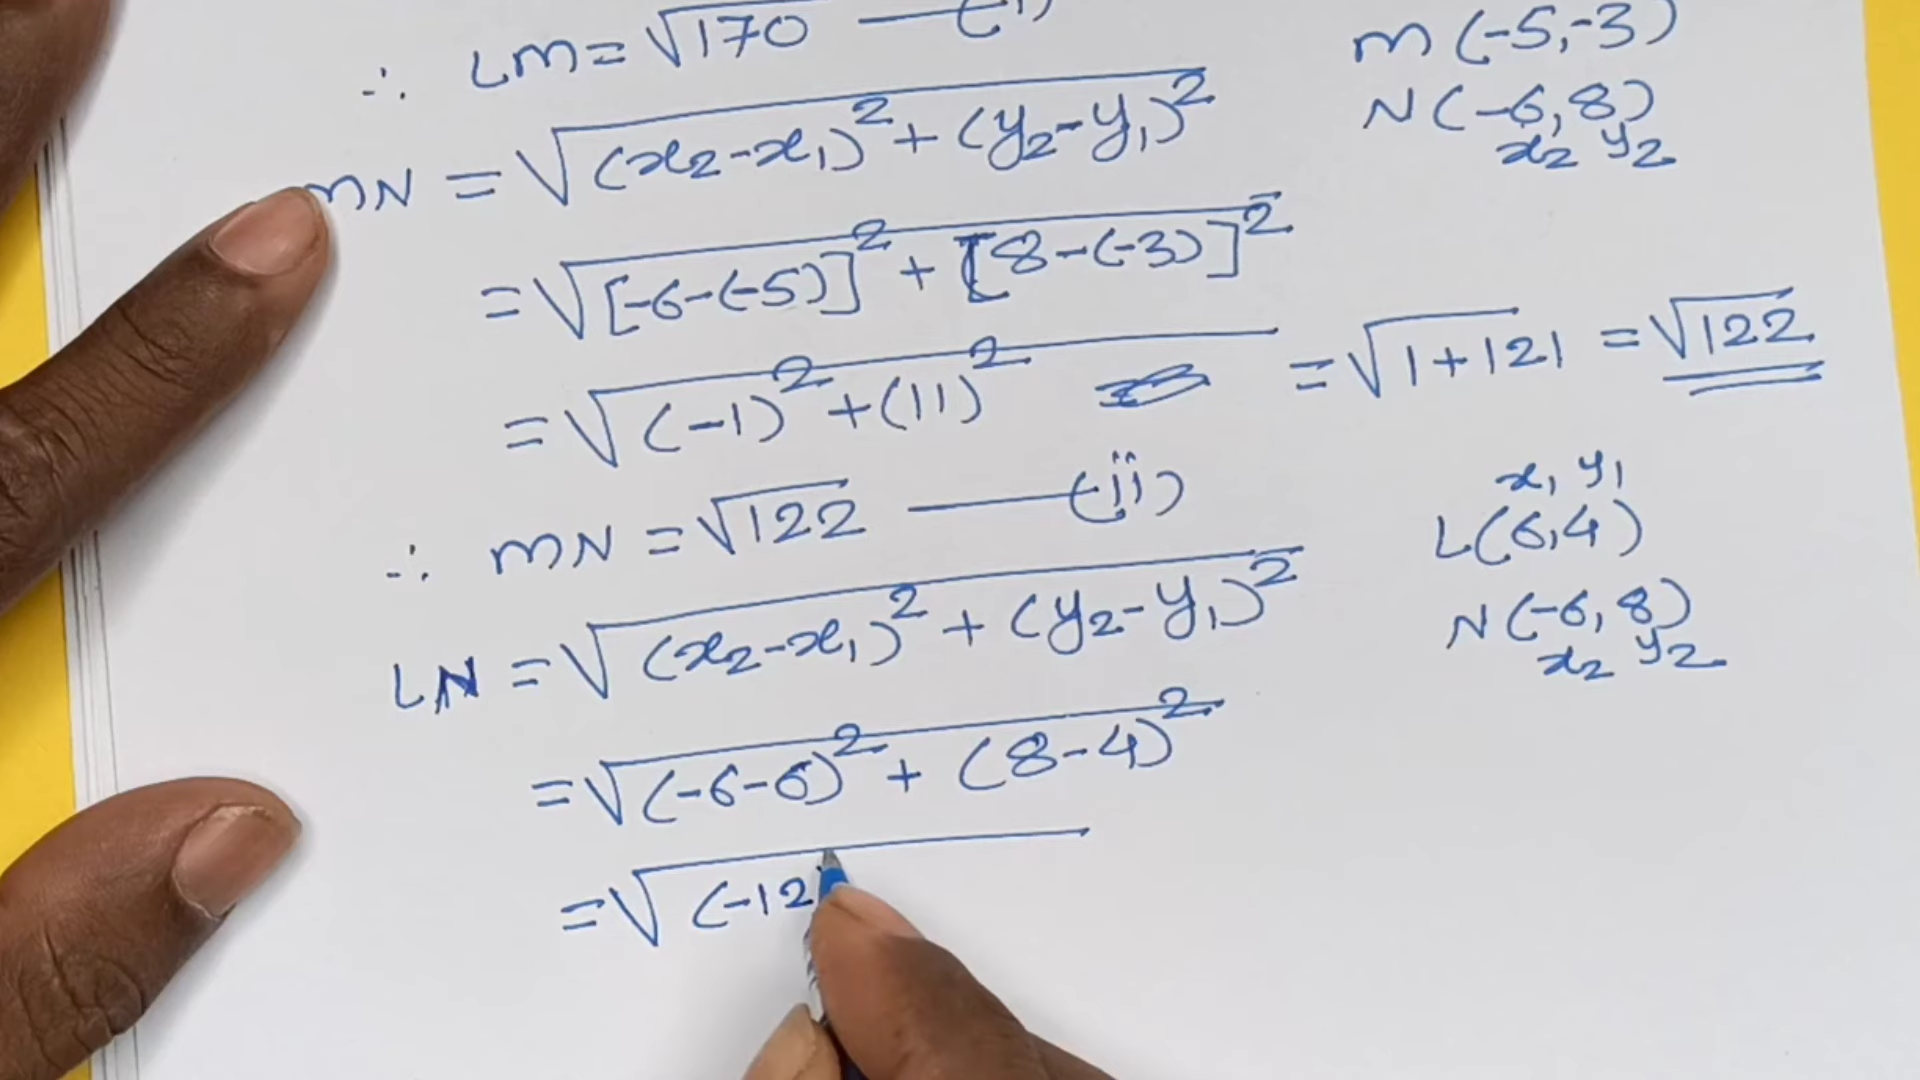 ∴ LM = √170 —
M (-5,-3)
N (-6,8)
x₂ y₂
MN = √(x₂-x₁)² + (y₂-y₁)²
= √[-6-(-5)]² + [8-(-3)]²
= √(-1)² + (11)² = √1+121 = √122
∴ MN = √122 — (ii)
x₁ y₁
L(6,4)
N (-6, 8)
x₂ y₂
LN = √(x₂-x₁)² + (y₂-y₁)²
= √(-6-6)² + (8-4)²
= √(-12